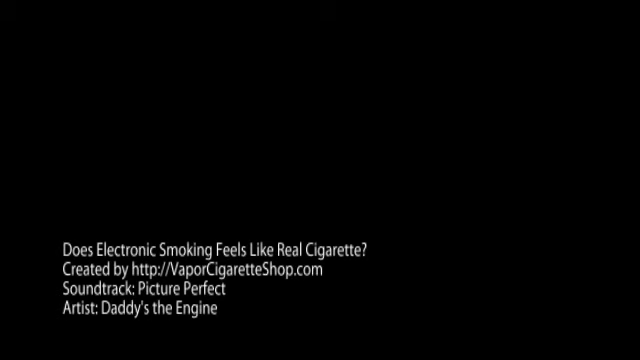 Does Electronic Smoking Feels Like Real Cigarette?
Created by http://VaporCigaretteShop.com
Soundtrack: Picture Perfect
Artist: Daddy's the Engine